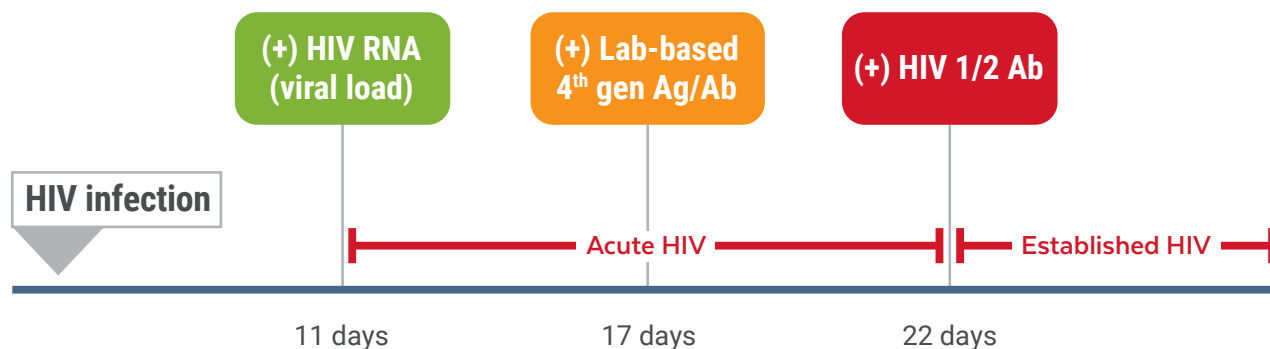 (+) HIV RNA
(viral load)
(+) Lab-based
4th gen Ag/Ab
(+) HIV 1/2 Ab
HIV infection
Acute HIV
Established HIV
11 days
17 days
22 days